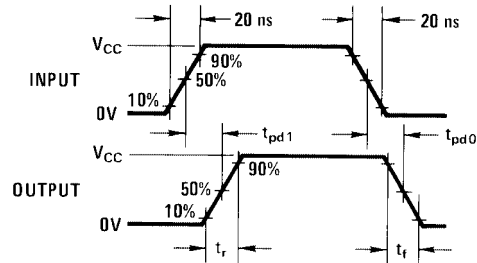 20 ns
20 ns
VCC
90%
INPUT
50%
10%
0V
tpd1
tpd0
VCC
90%
OUTPUT
50%
10%
0V
tr
tf